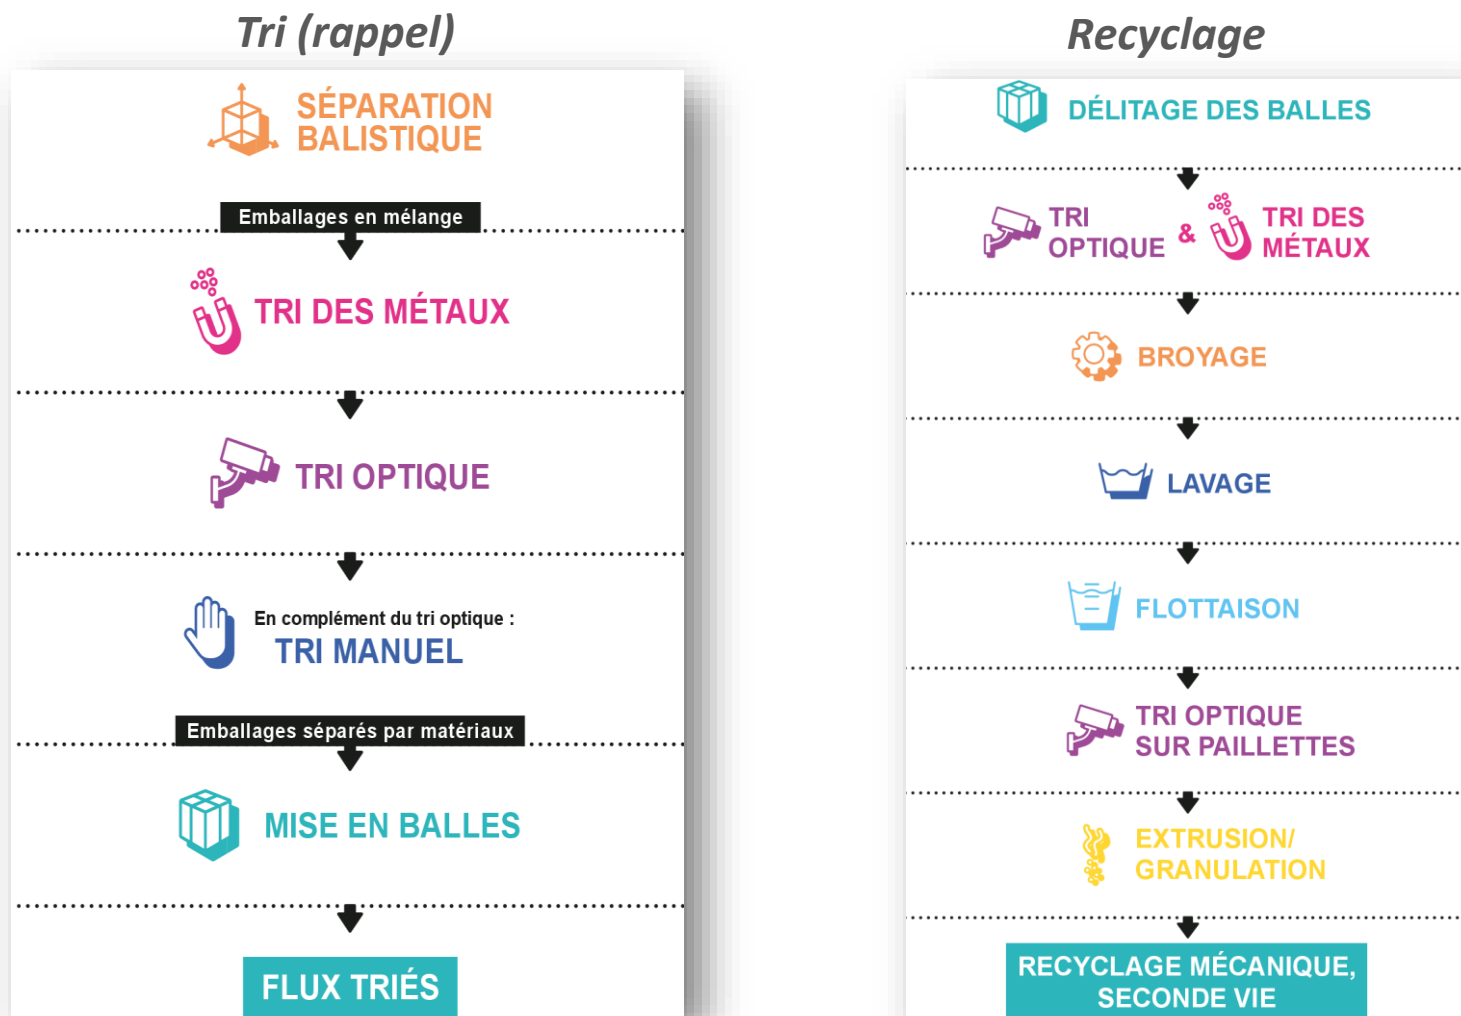 Tri (rappel)
SÉPARATION
BALISTIQUE
Emballages en mélange
TRI DES MÉTAUX
TRI OPTIQUE
En complément du tri optique :
TRI MANUEL
Emballages séparés par matériaux
MISE EN BALLES
FLUX TRIÉS
Recyclage
DÉLITAGE DES BALLES
TRI
OPTIQUE
&
TRI DES
MÉTAUX
BROYAGE
LAVAGE
FLOTTAISON
TRI OPTIQUE
SUR PAILLETTES
EXTRUSION/
GRANULATION
RECYCLAGE MÉCANIQUE,
SECONDE VIE